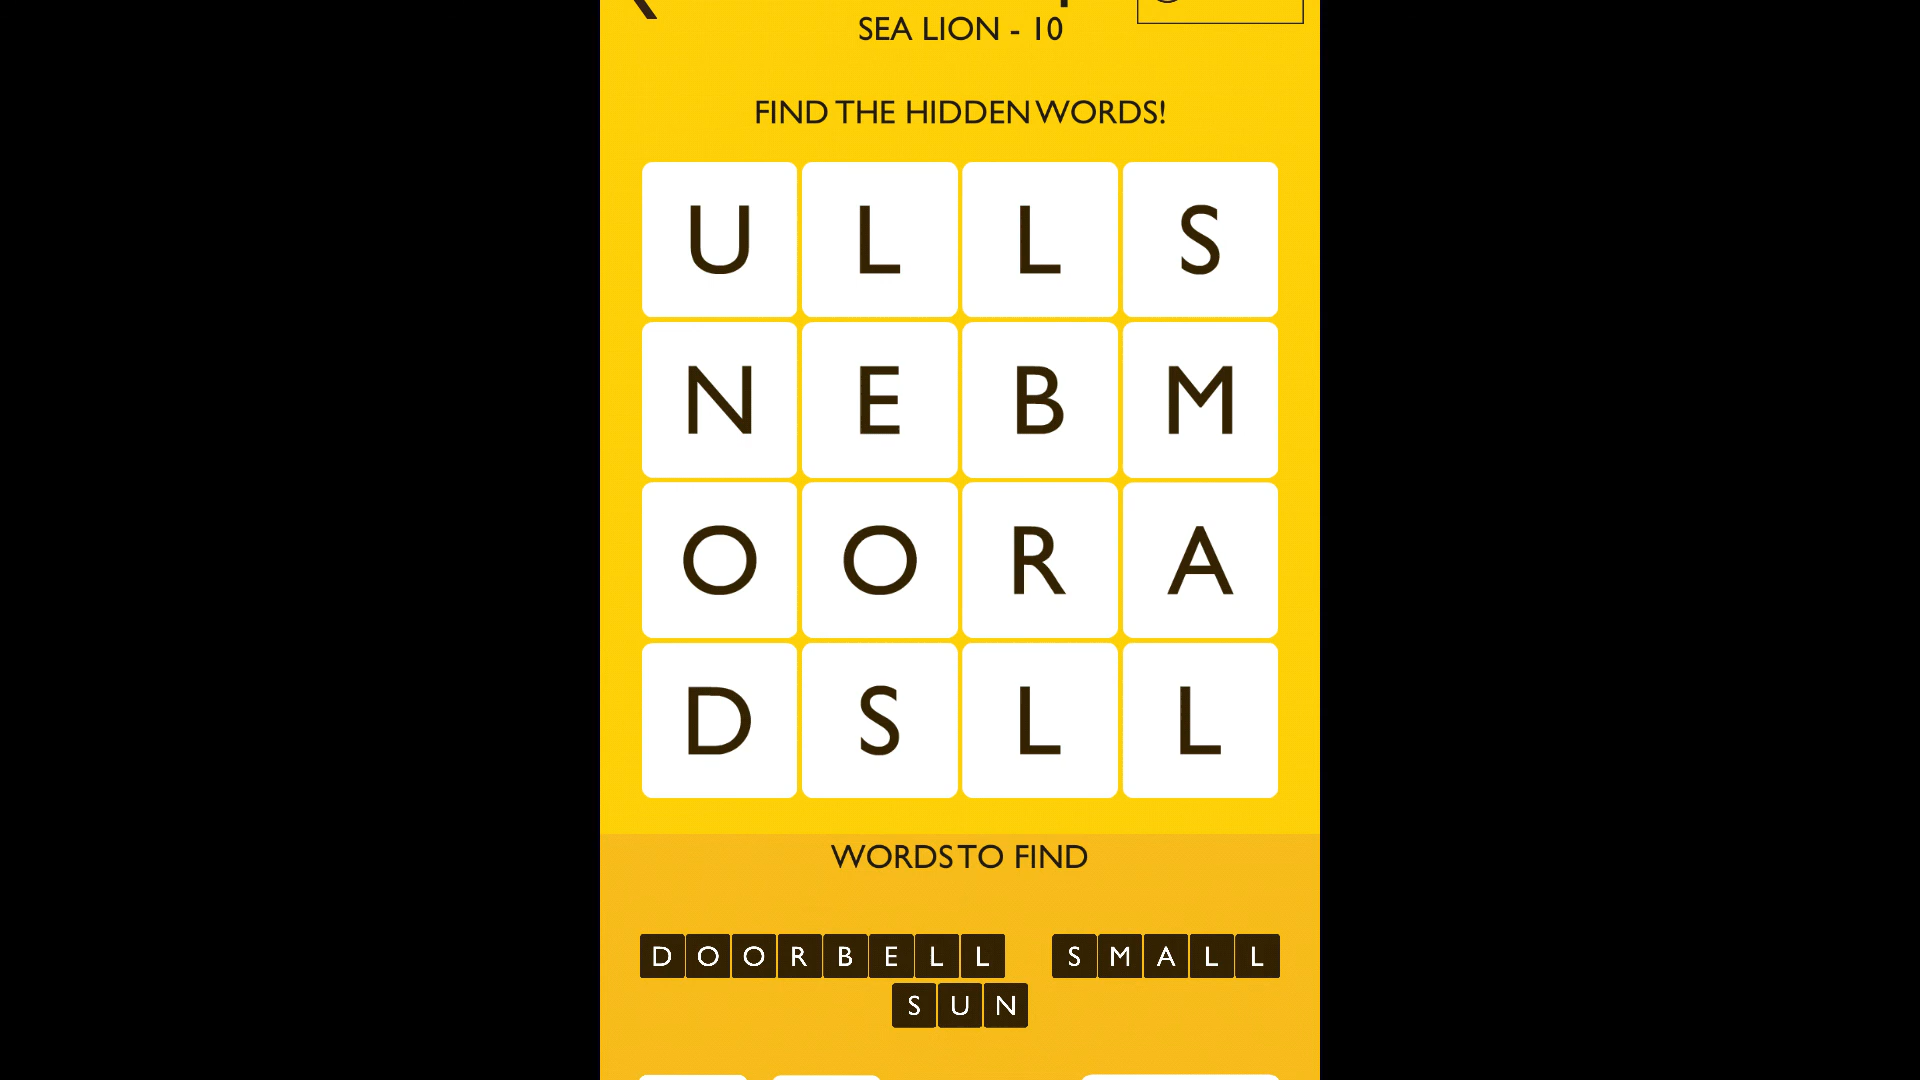 SEA LION - 10
FIND THE HIDDEN WORDS!
U L L S
N E B M
O O R A
D S L L
WORDS TO FIND
DOORBELL SMALL
SUN